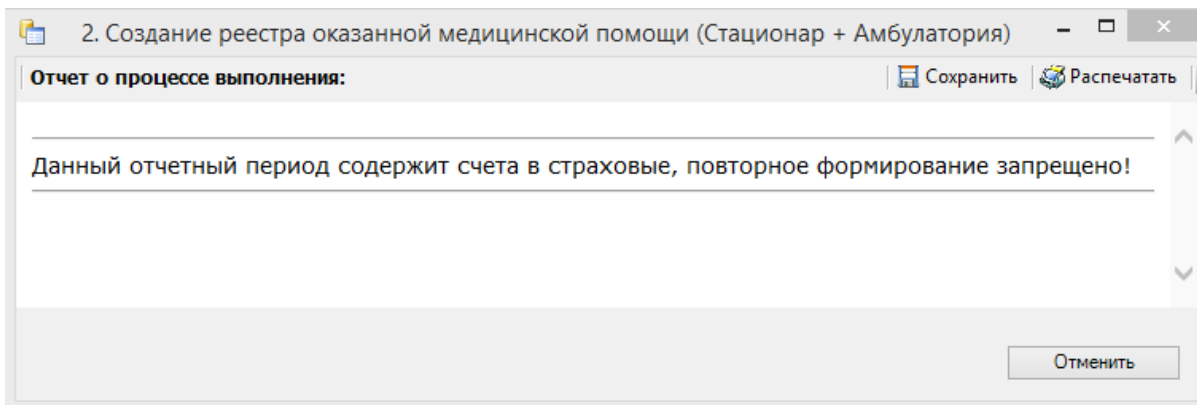 2. Создание реестра оказанной медицинской помощи (Стационар + Амбулатория)
Отчет о процессе выполнения: Сохранить Распечатать
Данный отчетный период содержит счета в страховые, повторное формирование запрещено!
Отменить